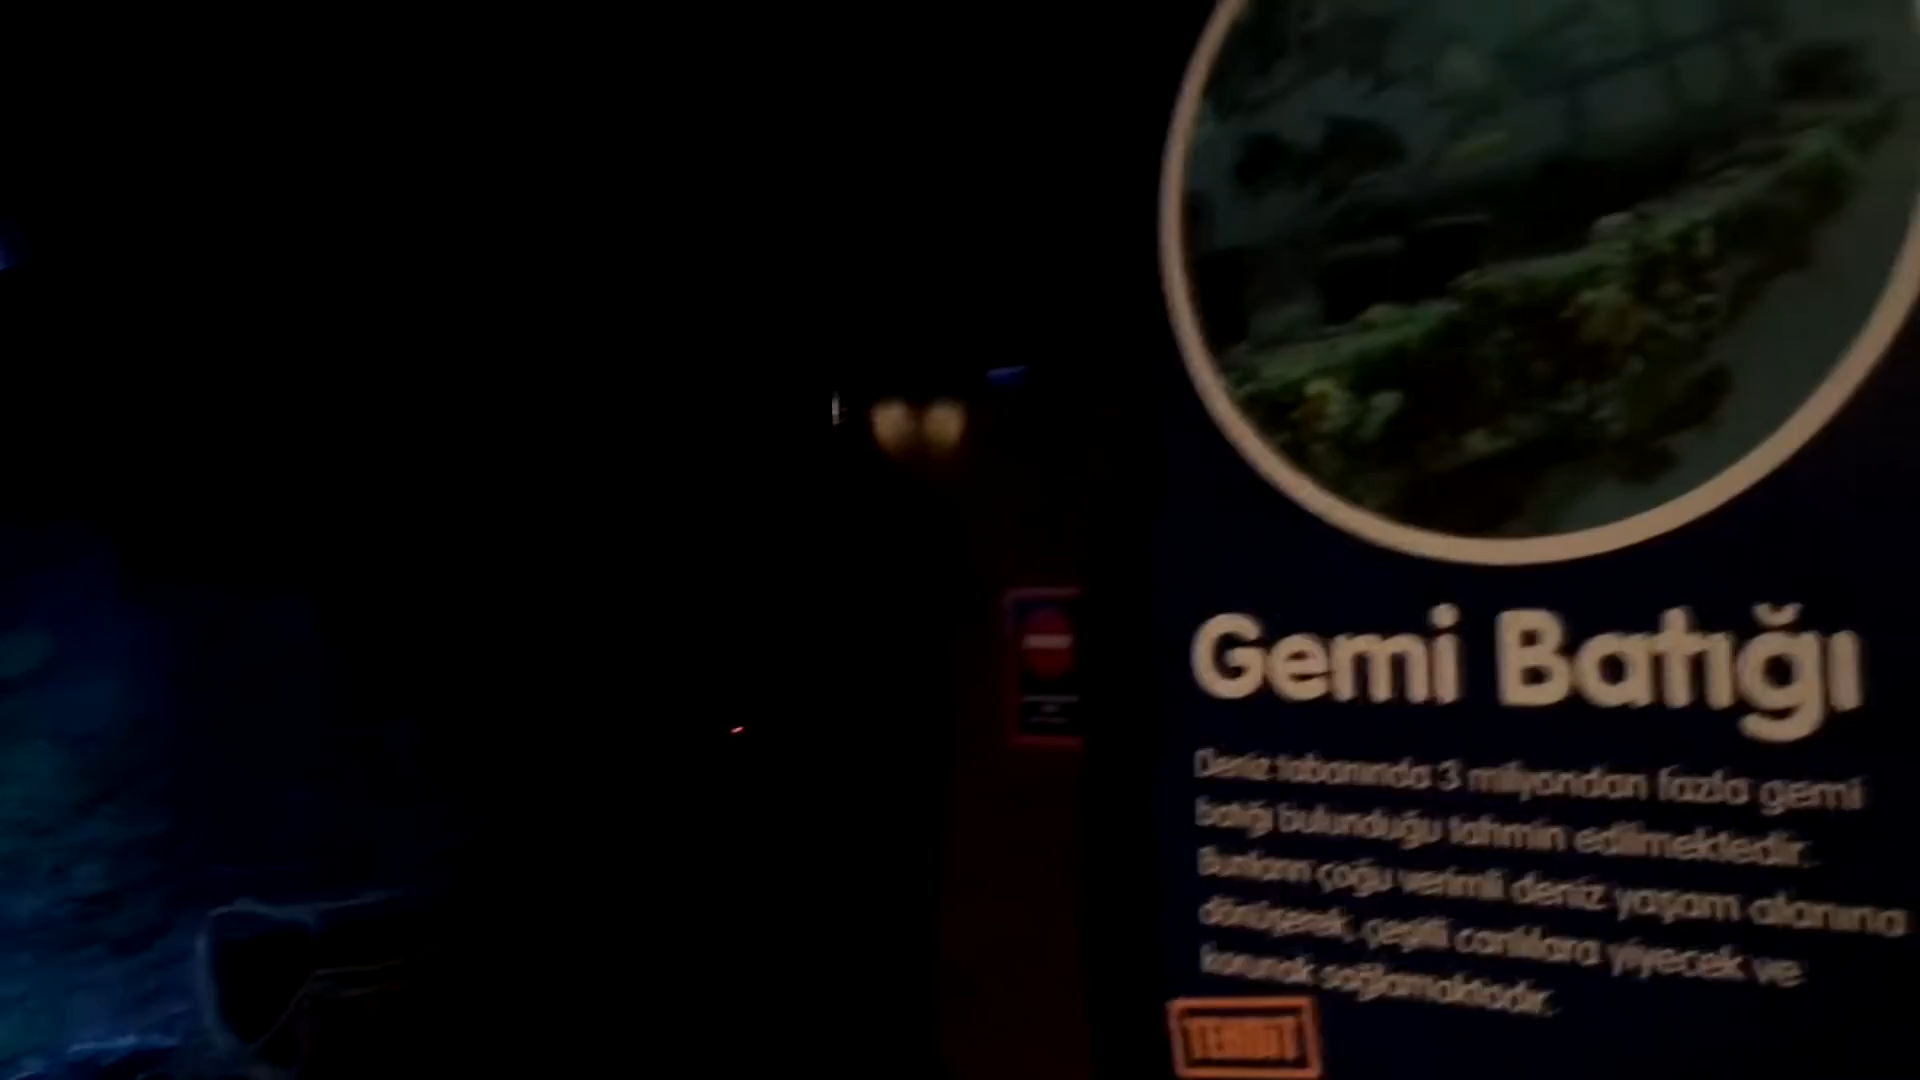 Gemi Batığı
Deniz tabanında 3 milyondan fazla gemi
batığı bulunduğu tahmin edilmektedir.
Bunların çoğu verimli deniz yaşam alanına
dönüşerek, çeşitli canlılara yiyecek ve
korunak sağlamaktadır.